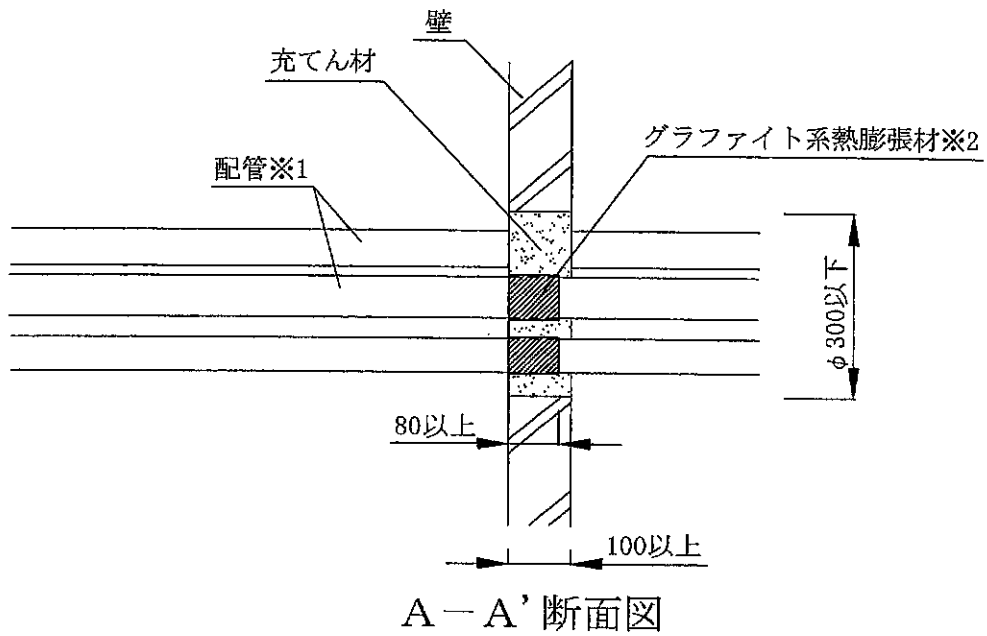 壁
充てん材
グラファイト系熱膨張材※2
配管※1
φ300以下
80以上
100以上
A－A’断面図